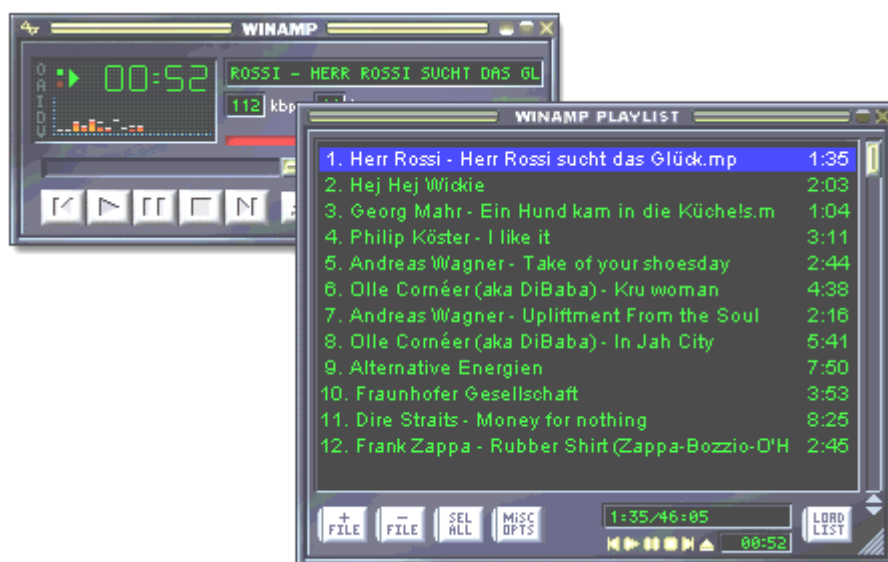 WINAMP
O
A
I
D
V
00:52
ROSSI - HERR ROSSI SUCHT DAS GL
112 kbp
WINAMP PLAYLIST
1. Herr Rossi - Herr Rossi sucht das Glück.mp 1:35
2. Hej Hej Wickie 2:03
3. Georg Mahr - Ein Hund kam in die Küche!s.m 1:04
4. Philip Köster - I like it 3:11
5. Andreas Wagner - Take of your shoesday 2:44
6. Olle Cornéer (aka DiBaba) - Kru woman 4:38
7. Andreas Wagner - Upliftment From the Soul 2:16
8. Olle Cornéer (aka DiBaba) - In Jah City 5:41
9. Alternative Energien 7:50
10. Fraunhofer Gesellschaft 3:53
11. Dire Straits - Money for nothing 8:25
12. Frank Zappa - Rubber Shirt (Zappa-Bozzio-O'H 2:45
+ FILE
- FILE
SEL ALL
MISC OPTS
1:35/46:05
00:52
LOAD LIST